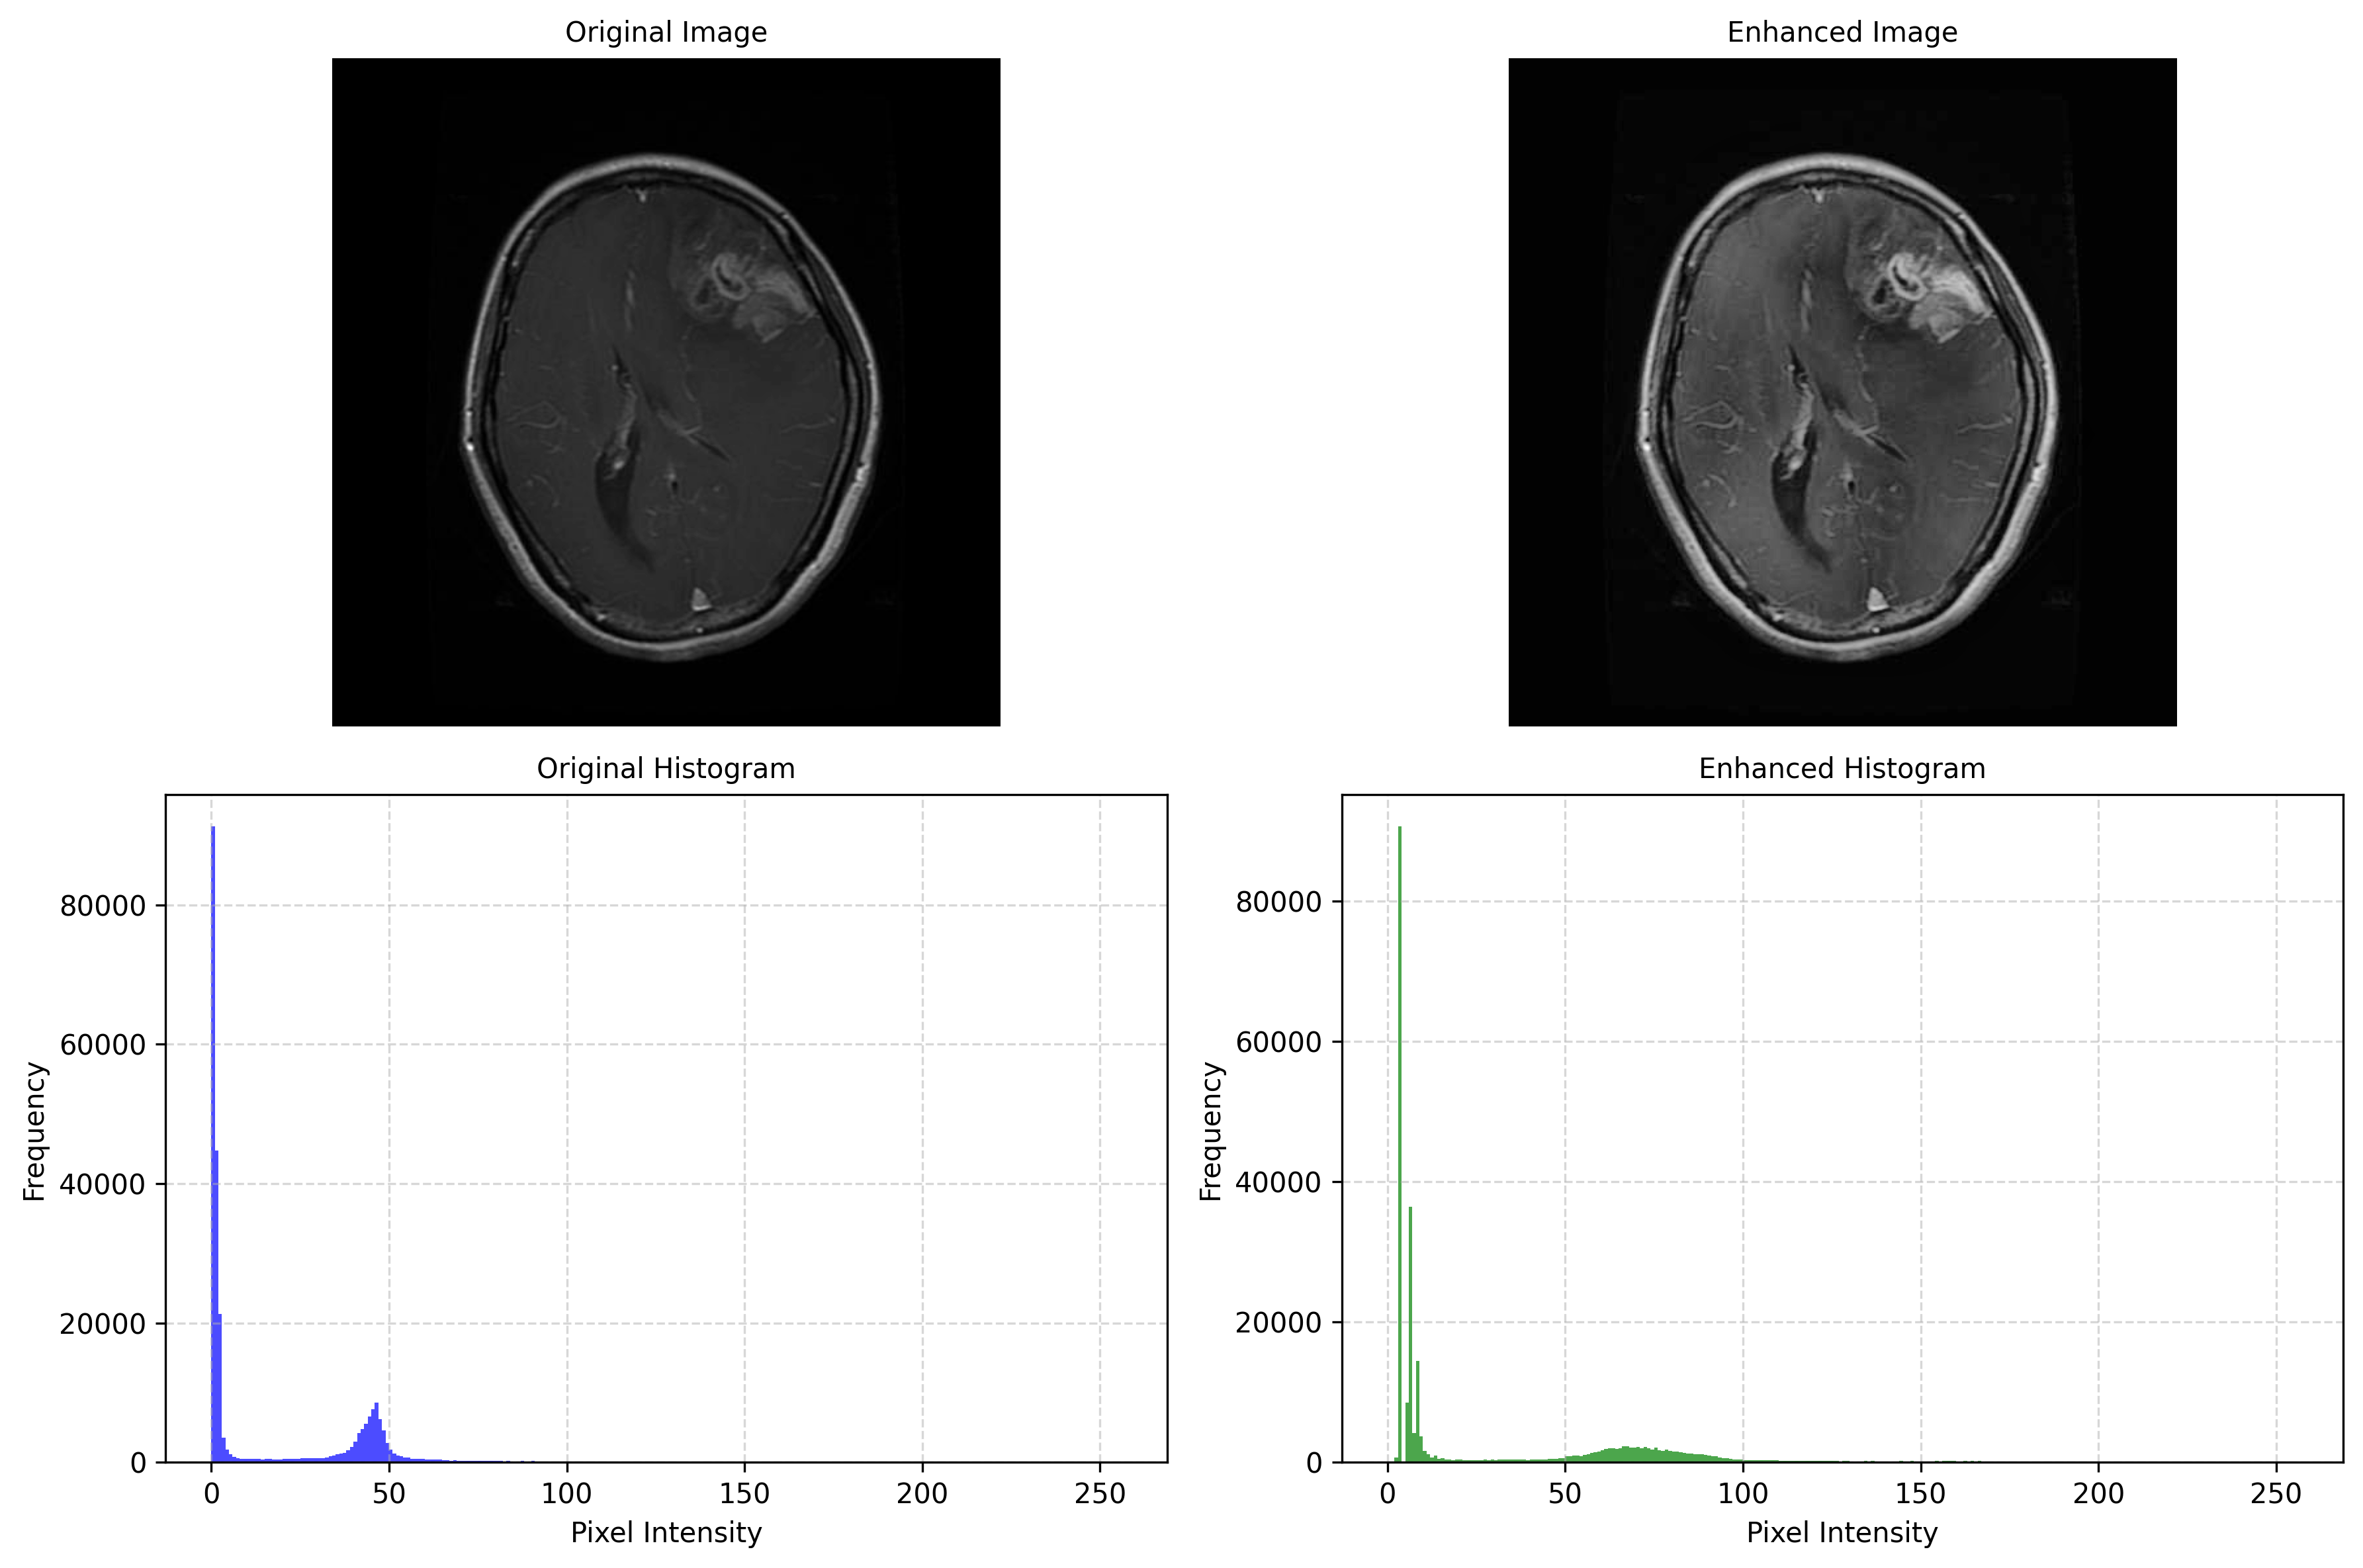 Original Image
Enhanced Image
Original Histogram
Enhanced Histogram
Frequency
80000
60000
40000
20000
0
0 50 100 150 200 250
Pixel Intensity
Frequency
80000
60000
40000
20000
0
0 50 100 150 200 250
Pixel Intensity